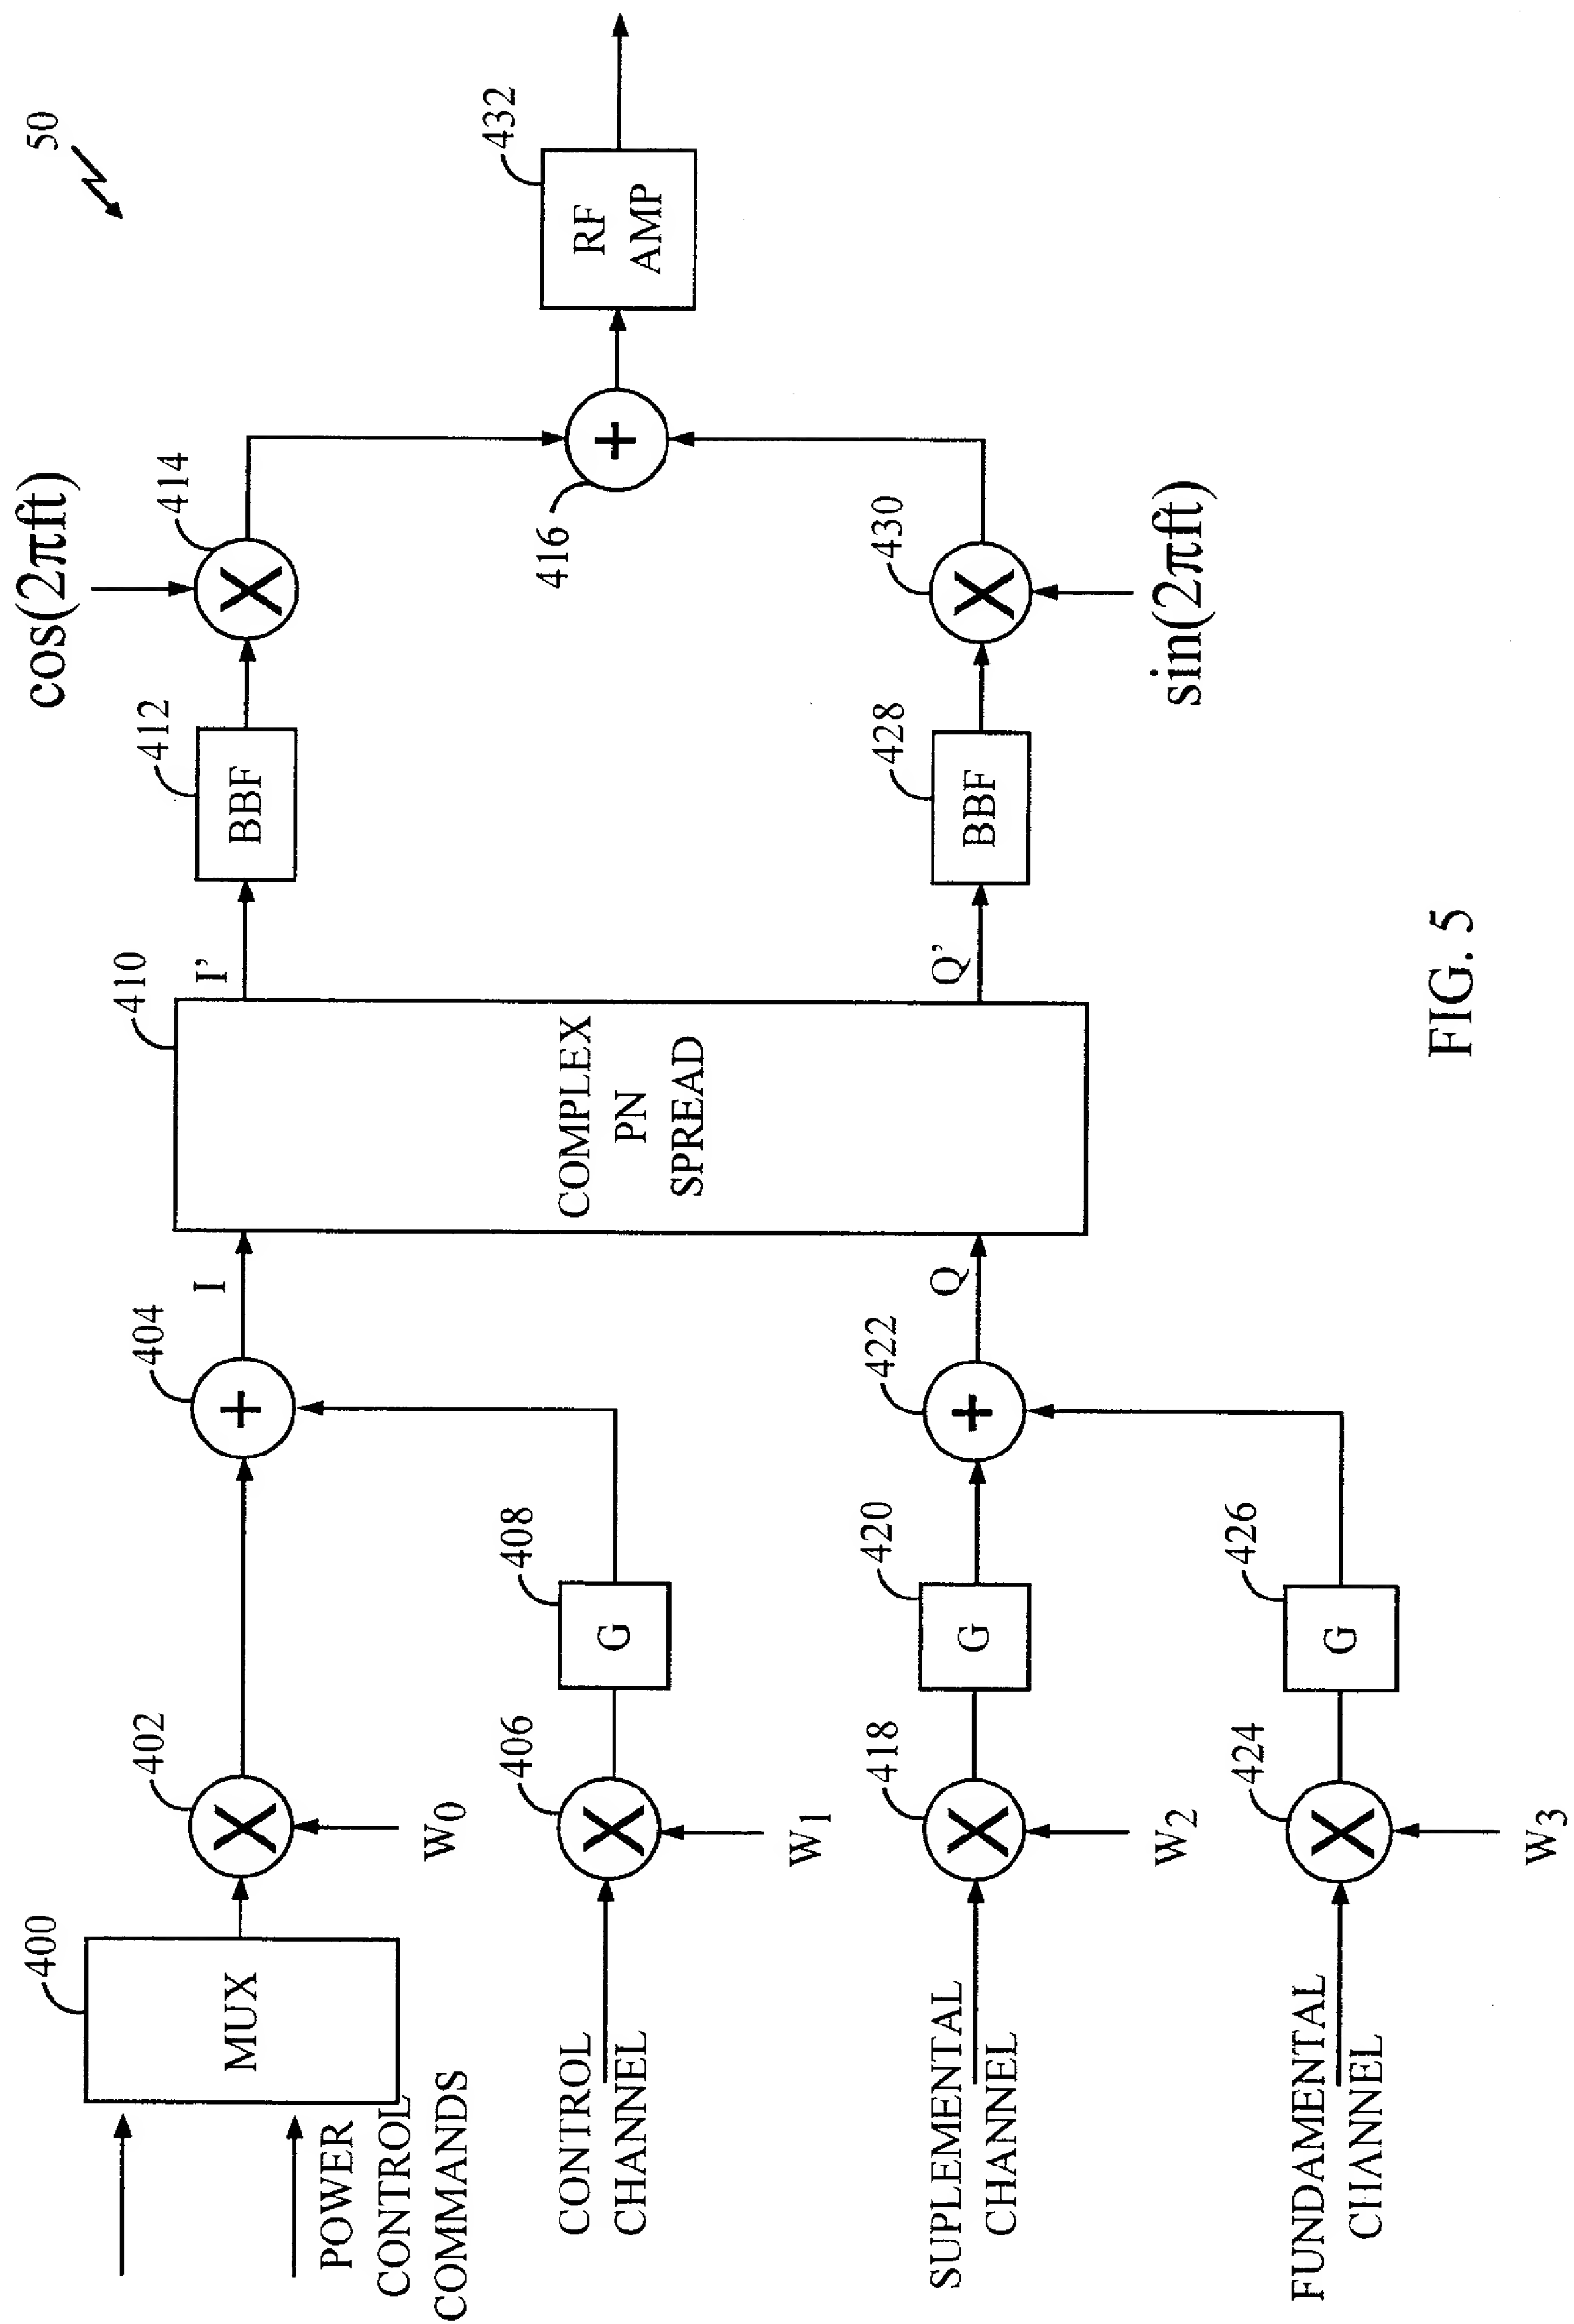 50
cos(2πft)
400
MUX
402
W0
404
I
410
I'
412
BBF
414
POWER
CONTROL
COMMANDS
CONTROL
CHANNEL
406
W1
408
G
COMPLEX
PN
SPREAD
416
+
432
RF
AMP
SUPLEMENTAL
CHANNEL
418
W2
420
G
422
Q
Q'
428
BBF
430
sin(2πft)
FUNDAMENTAL
CHANNEL
424
W3
426
G
FIG. 5